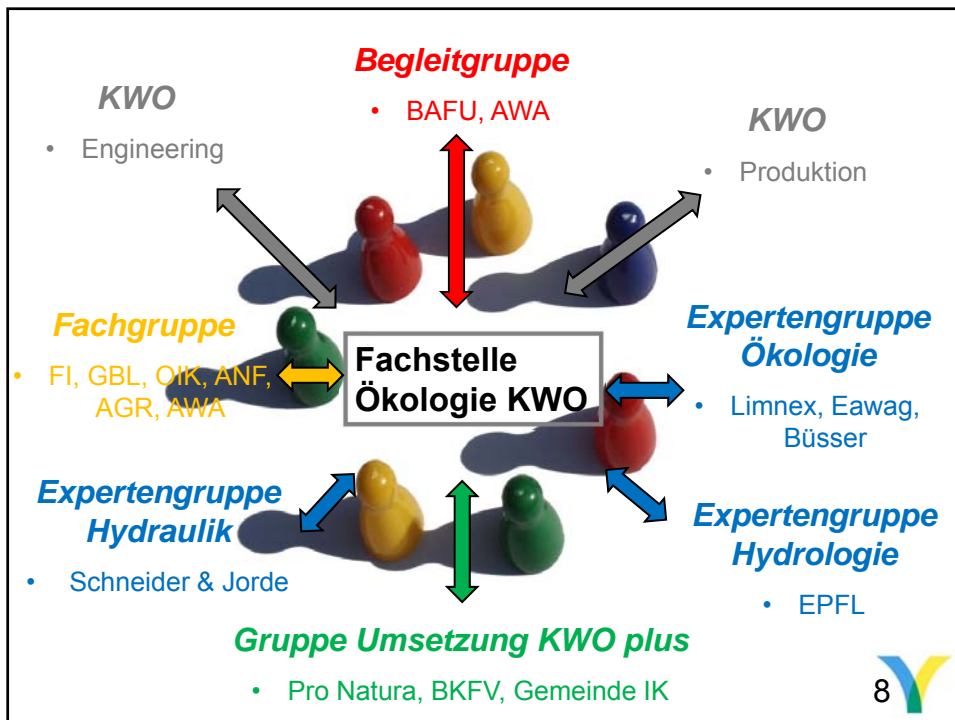 Begleitgruppe
• BAFU, AWA
KWO
• Engineering
KWO
• Produktion
Fachgruppe
• FI, GBL, OIK, ANF,
AGR, AWA
Fachstelle
Ökologie KWO
Expertengruppe
Ökologie
• Limnex, Eawag,
Büsser
Expertengruppe
Hydraulik
• Schneider & Jorde
Expertengruppe
Hydrologie
• EPFL
Gruppe Umsetzung KWO plus
• Pro Natura, BKFV, Gemeinde IK
8